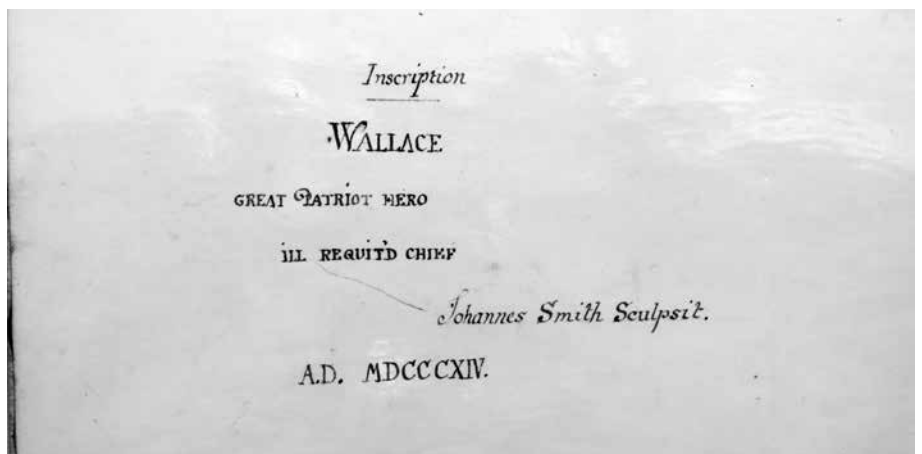 Inscription
WALLACE
GREAT PATRIOT HERO
ILL REQUIT'D CHIEF
Johannes Smith Sculpsit.
A.D. MDCCCXIV.